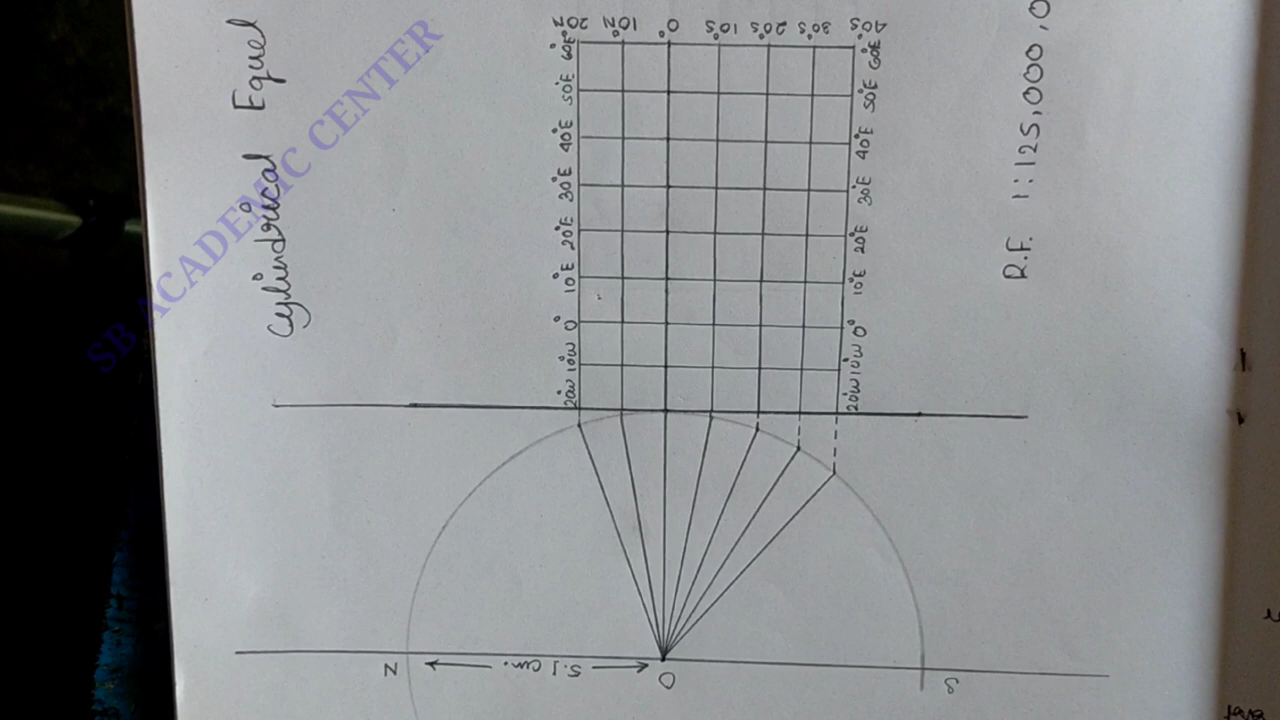 Cylindrical Equel
SB ACADEMIC CENTER
N
20°W 10°W 0° 10°E 20°E 30°E 40°E 50°E 60°E
20°N
10°N
5.1 cm.
O
0°
10°S
20°S
30°S
40°S
20°W 10°W 0° 10°E 20°E 30°E 40°E 50°E 60°E
S
R.F. 1:125,000,0